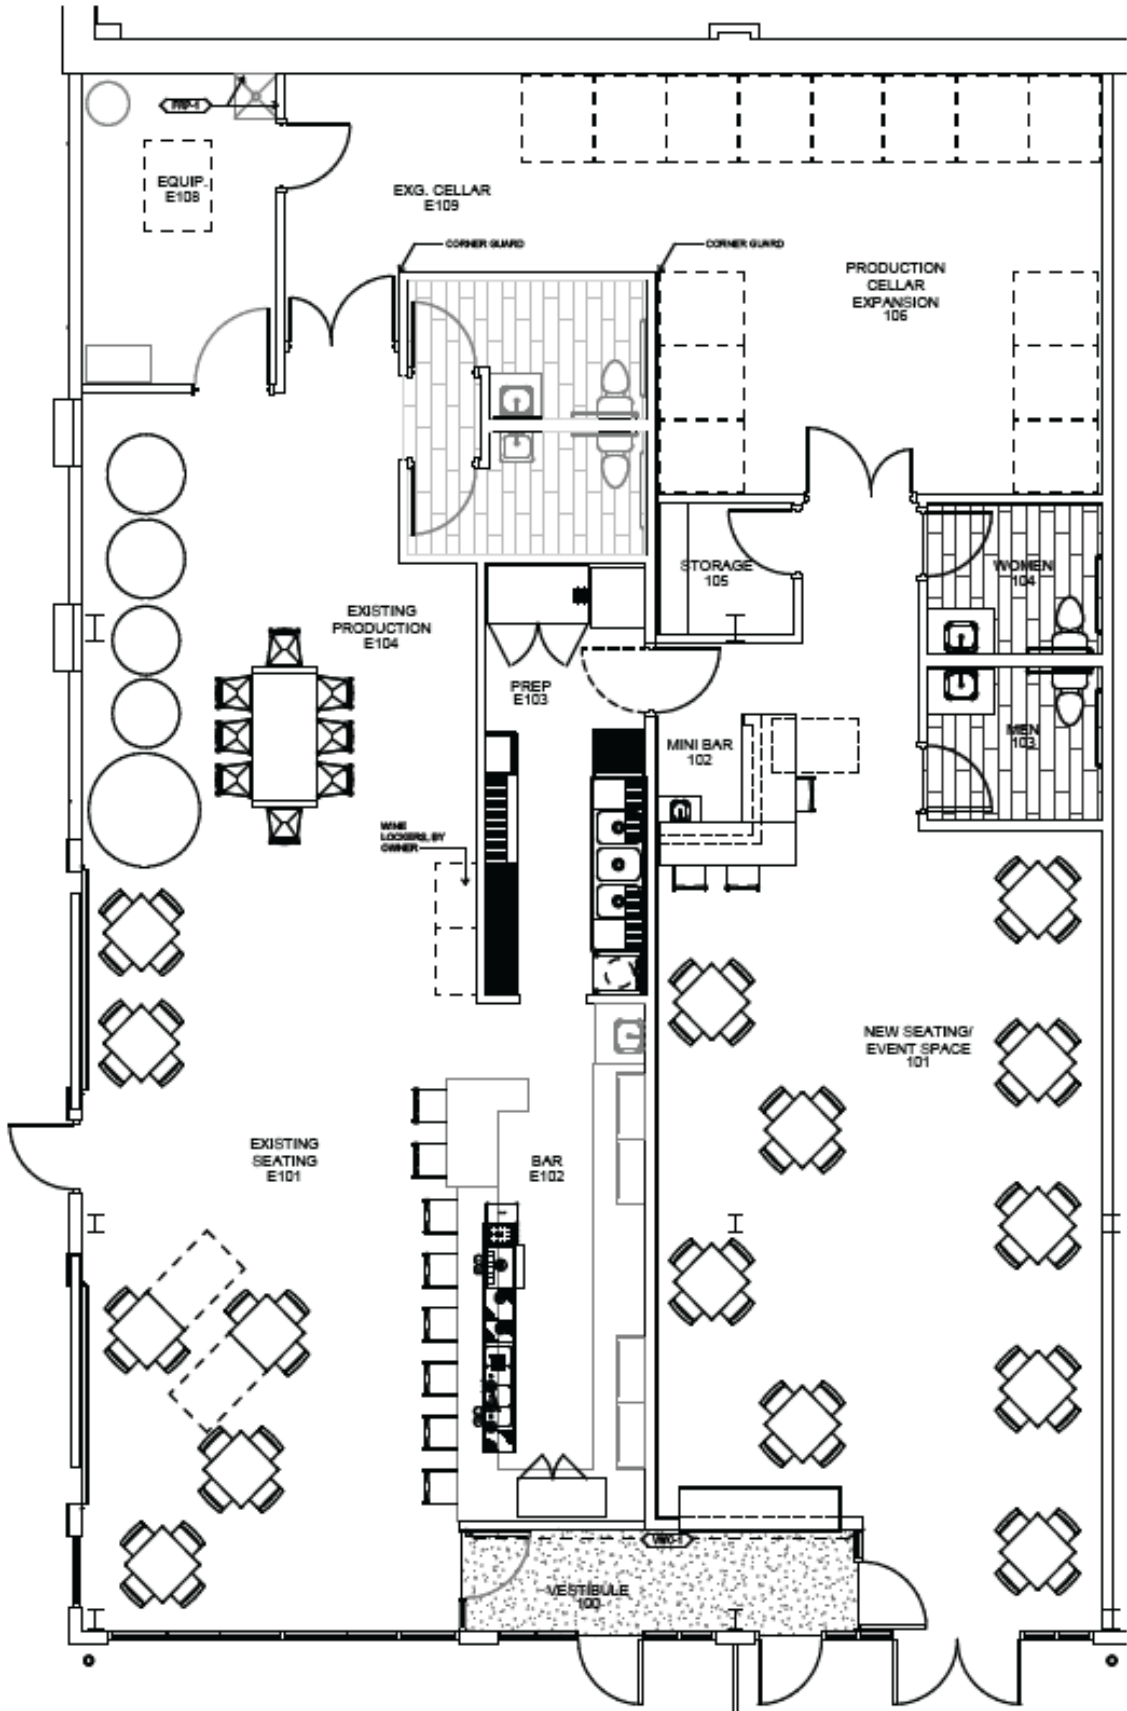 FRP-1
EQUIP.
E108
EXG. CELLAR
E109
CORNER GUARD
CORNER GUARD
PRODUCTION
CELLAR
EXPANSION
106
STORAGE
105
WOMEN
104
EXISTING
PRODUCTION
E104
PREP
E103
MINI BAR
102
MEN
103
WINE
LOCKERS, BY
OWNER
NEW SEATING/
EVENT SPACE
101
EXISTING
SEATING
E101
BAR
E102
VESTIBULE
100